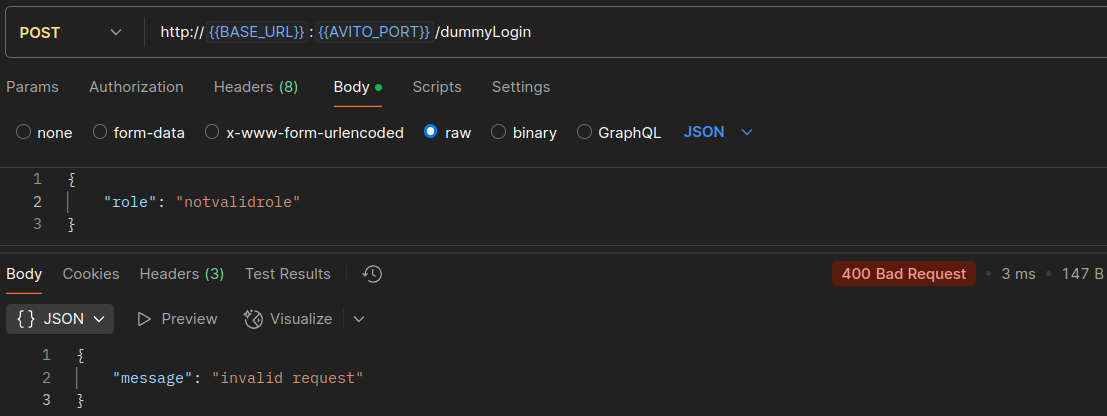 POST http://{{BASE_URL}}:{{AVITO_PORT}}/dummyLogin
Params Authorization Headers (8) Body Scripts Settings
none form-data x-www-form-urlencoded raw binary GraphQL JSON
1 {
2 "role": "notvalidrole"
3 }
Body Cookies Headers (3) Test Results 400 Bad Request • 3 ms • 147 B
{} JSON Preview Visualize
1 {
2 "message": "invalid request"
3 }